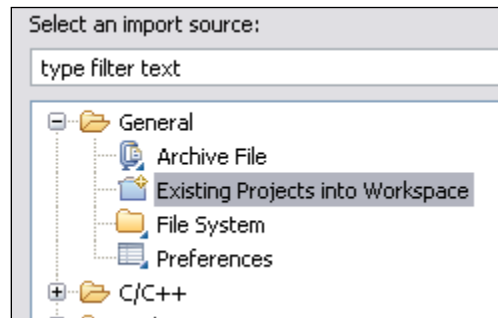 Select an import source:
type filter text
General
Archive File
Existing Projects into Workspace
File System
Preferences
C/C++